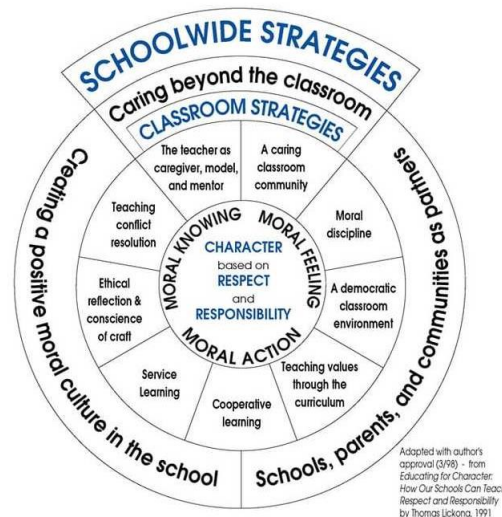 SCHOOLWIDE STRATEGIES
Caring beyond the classroom
CLASSROOM STRATEGIES
The teacher as
caregiver, model,
and mentor
A caring
classroom
community
Moral
discipline
A democratic
classroom
environment
Teaching values
through the
curriculum
Cooperative
learning
Service
Learning
Ethical
reflection &
conscience
of craft
Teaching
conflict
resolution
MORAL KNOWING
MORAL FEELING
MORAL ACTION
CHARACTER
based on
RESPECT
and
RESPONSIBILITY
Creating a positive moral culture in the school
Schools, parents, and communities as partners
Adapted with author's
approval (3/98) - from
Educating for Character:
How Our Schools Can Teach
Respect and Responsibility
by Thomas Lickona, 1991